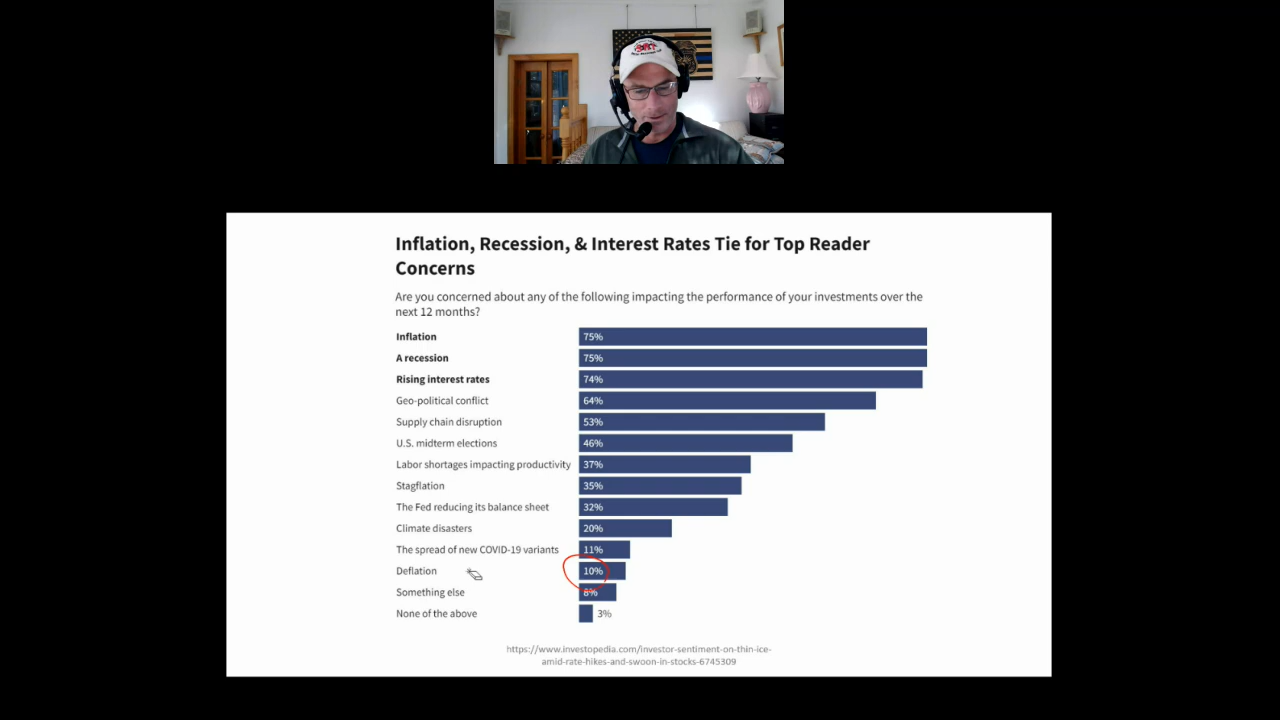 Inflation, Recession, & Interest Rates Tie for Top Reader
Concerns
Are you concerned about any of the following impacting the performance of your investments over the
next 12 months?
Inflation 75%
A recession 75%
Rising interest rates 74%
Geo-political conflict 64%
Supply chain disruption 53%
U.S. midterm elections 46%
Labor shortages impacting productivity 37%
Stagflation 35%
The Fed reducing its balance sheet 32%
Climate disasters 20%
The spread of new COVID-19 variants 11%
Deflation 10%
Something else 8%
None of the above 3%
https://www.investopedia.com/investor-sentiment-on-thin-ice-
amid-rate-hikes-and-swoon-in-stocks-6745309